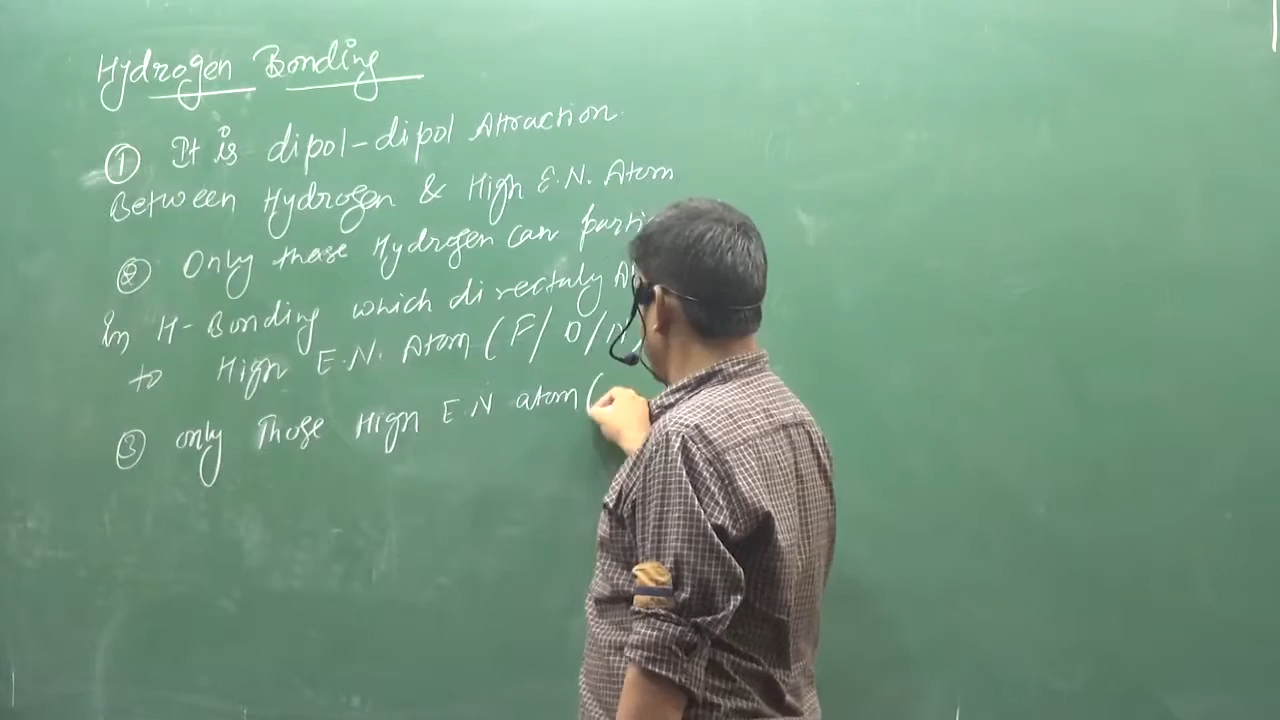 Hydrogen Bonding
① It is dipol-dipol Attraction.
Between Hydrogen & High E.N. Atom
② Only those Hydrogen can parti
In H-Bonding which directaly A
to High E.N. Atom (F/O/N)
③ only Those High E.N atom (